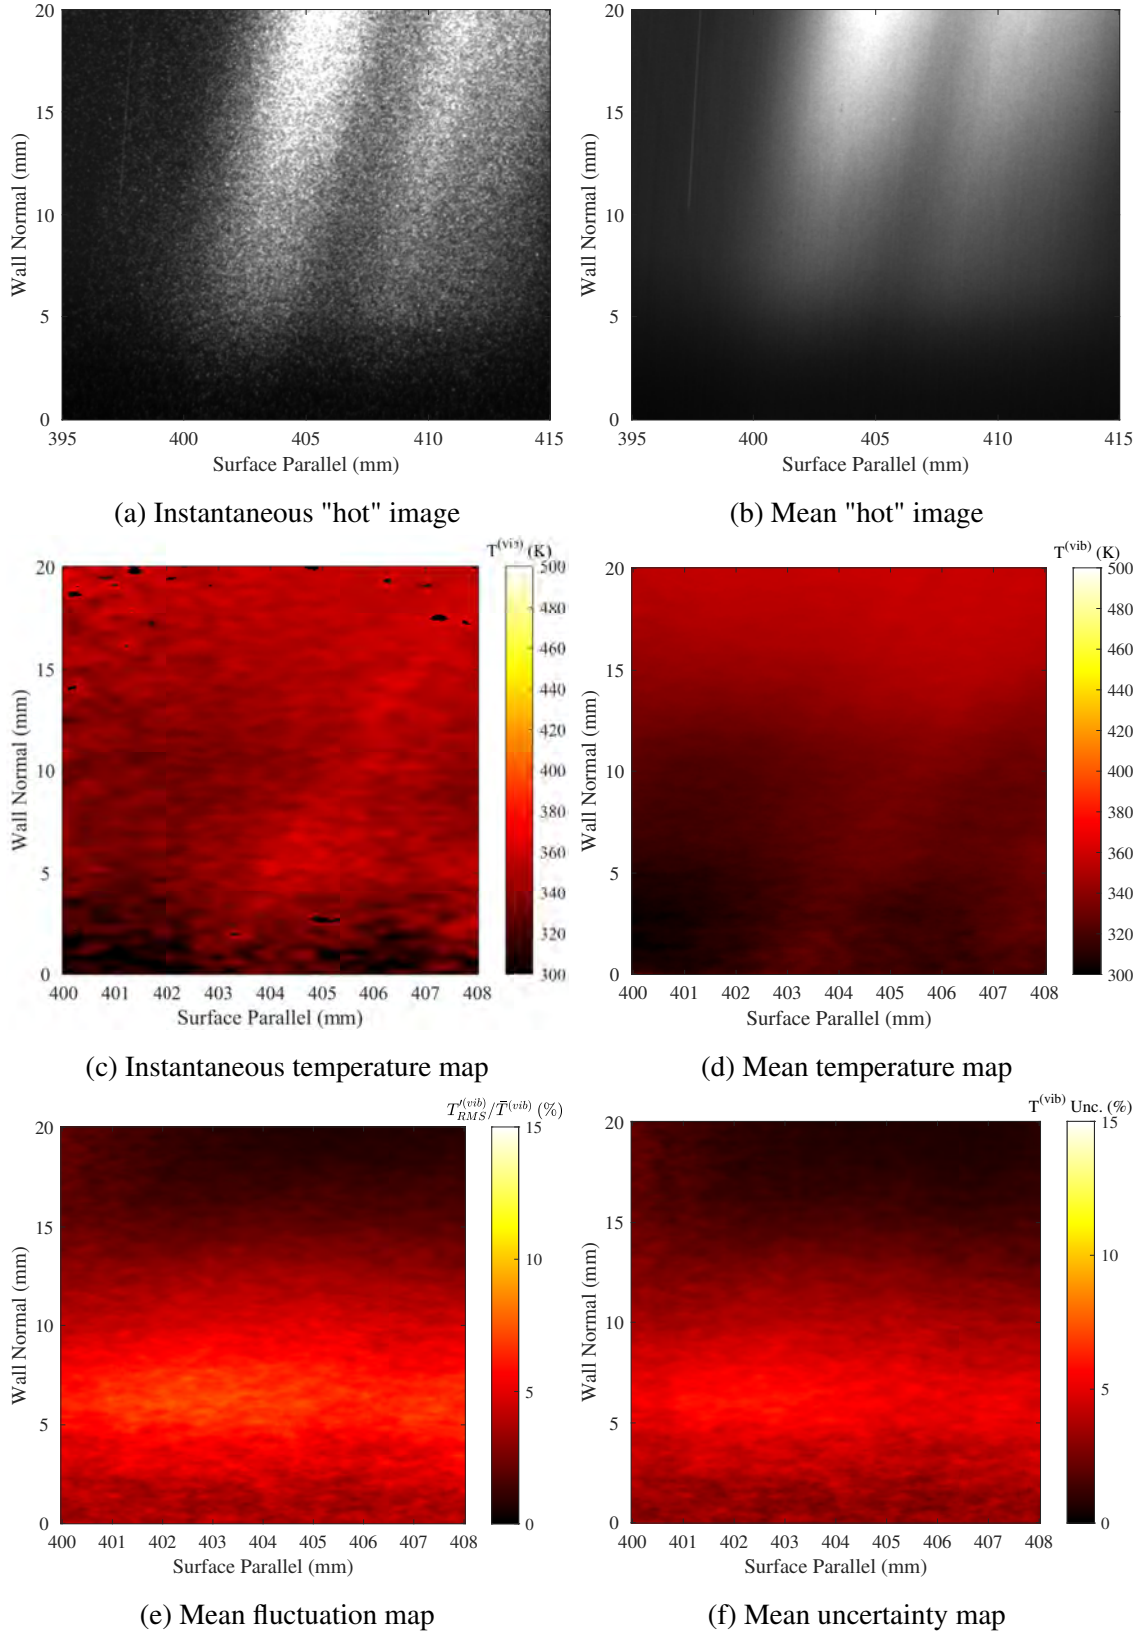 20
15
10
5
0
Wall Normal (mm)
395 400 405 410 415
Surface Parallel (mm)
(a) Instantaneous "hot" image
20
15
10
5
0
Wall Normal (mm)
395 400 405 410 415
Surface Parallel (mm)
(b) Mean "hot" image
T(vib) (K)
20
15
10
5
0
Wall Normal (mm)
500
480
460
440
420
400
380
360
340
320
300
400 401 402 403 404 405 406 407 408
Surface Parallel (mm)
(c) Instantaneous temperature map
T(vib) (K)
20
15
10
5
0
Wall Normal (mm)
500
480
460
440
420
400
380
360
340
320
300
400 401 402 403 404 405 406 407 408
Surface Parallel (mm)
(d) Mean temperature map
T′(vib)RMS/T̄(vib) (%)
20
15
10
5
0
Wall Normal (mm)
15
10
5
0
400 401 402 403 404 405 406 407 408
Surface Parallel (mm)
(e) Mean fluctuation map
T(vib) Unc. (%)
20
15
10
5
0
Wall Normal (mm)
15
10
5
0
400 401 402 403 404 405 406 407 408
Surface Parallel (mm)
(f) Mean uncertainty map